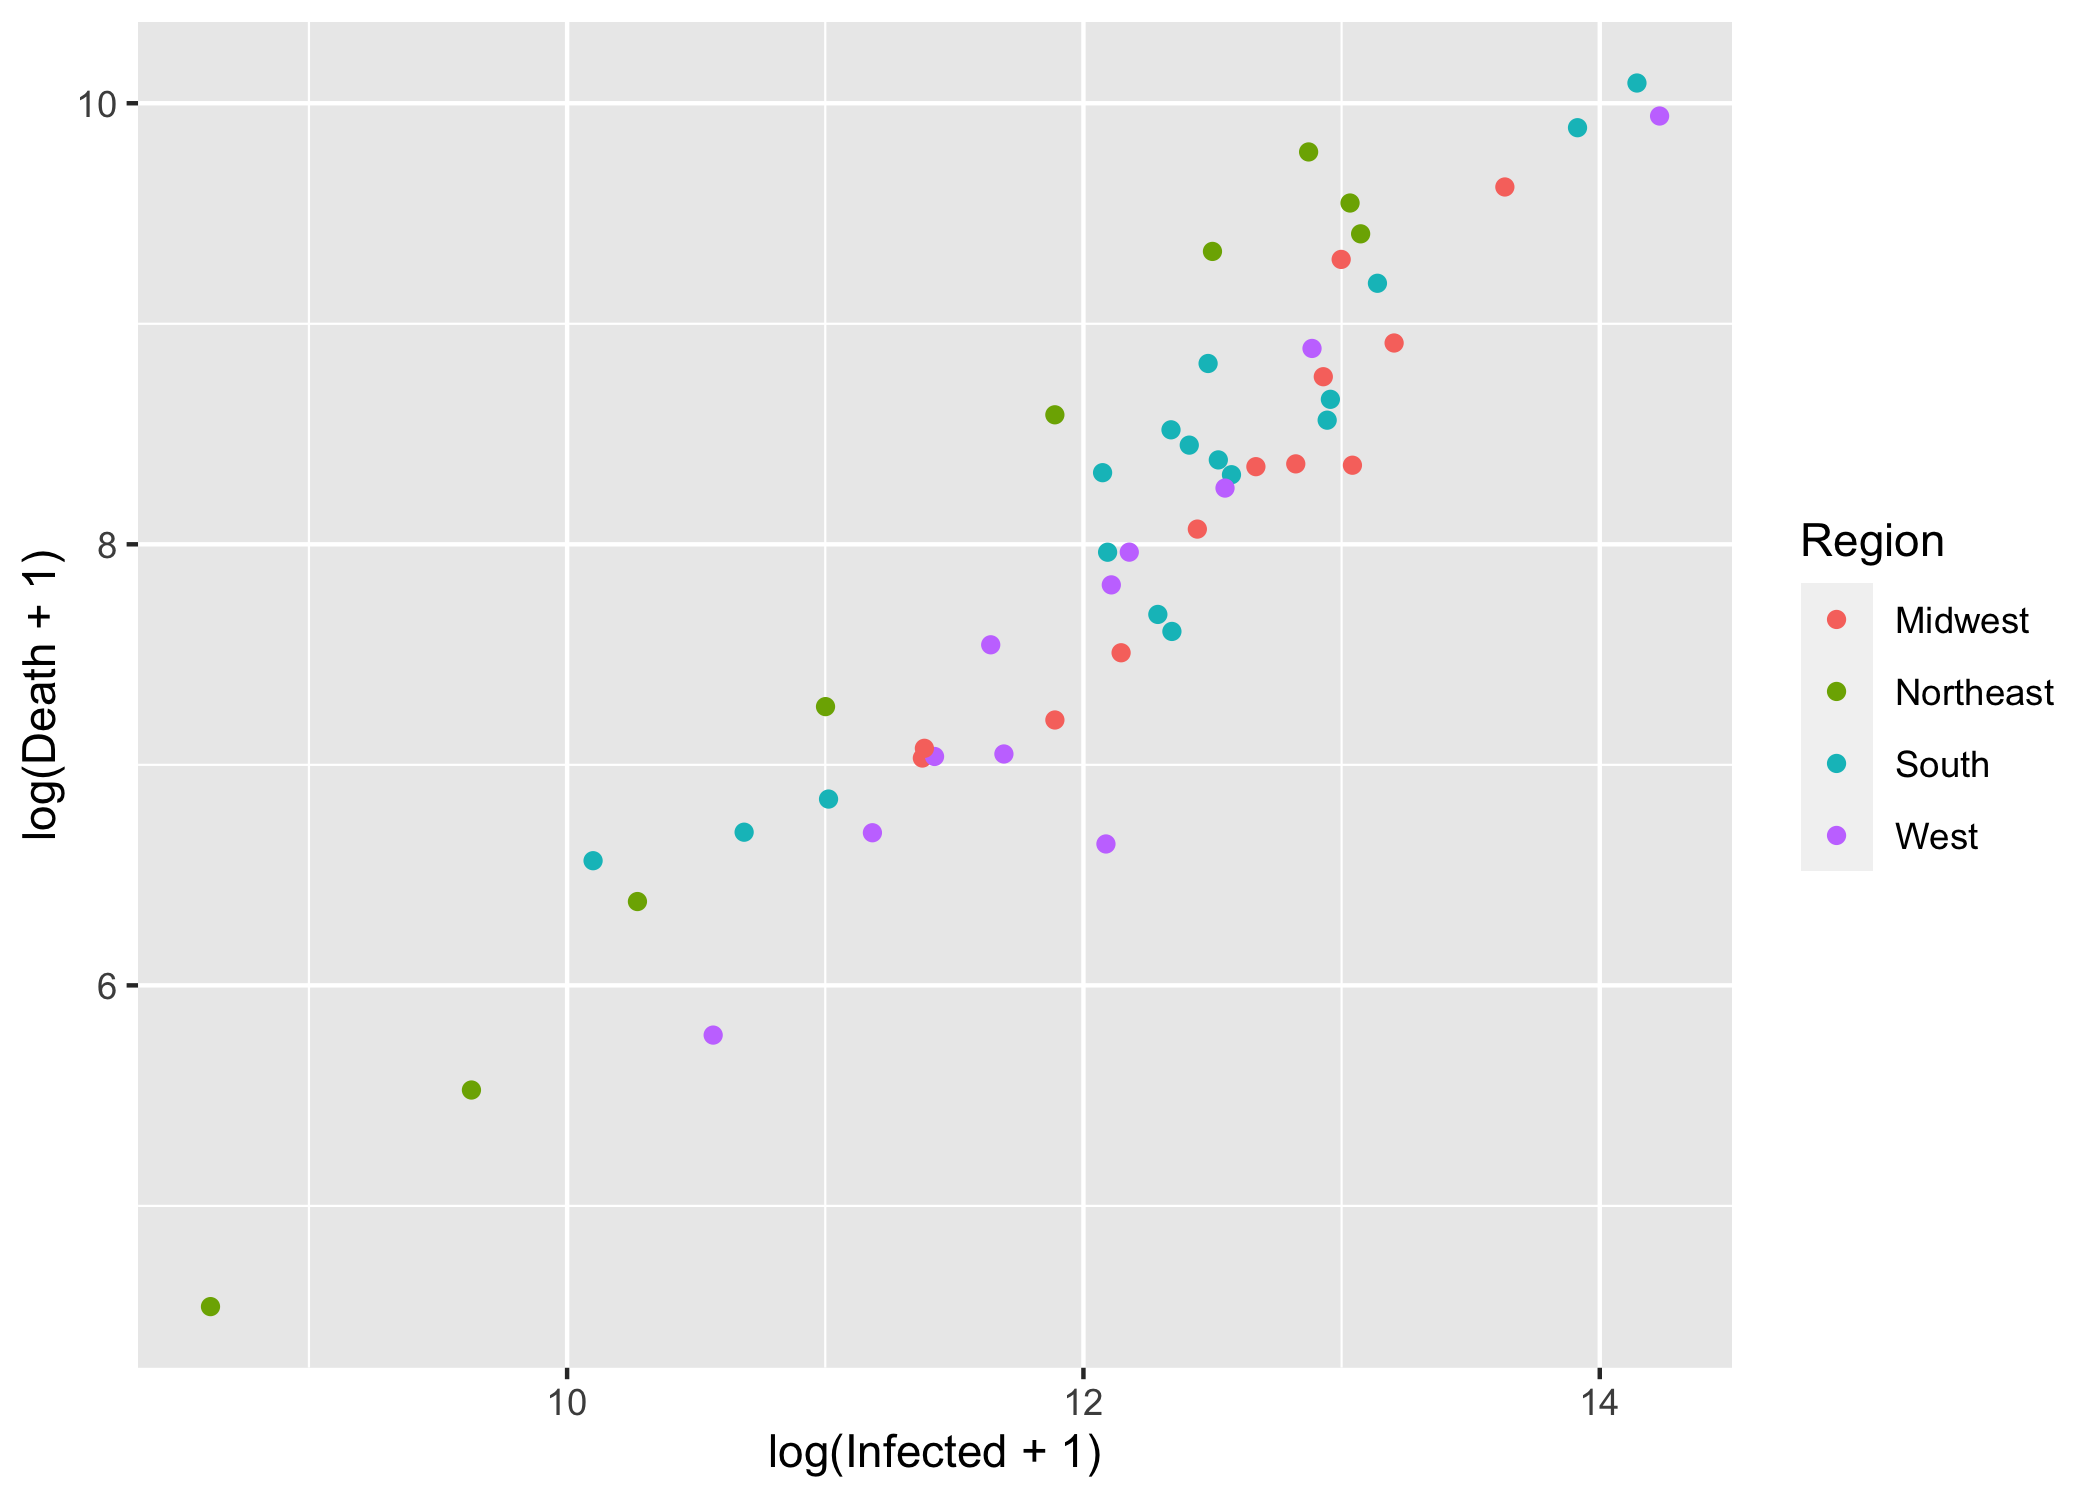 log(Death + 1)
10
8
6
10
12
14
log(Infected + 1)
Region
Midwest
Northeast
South
West